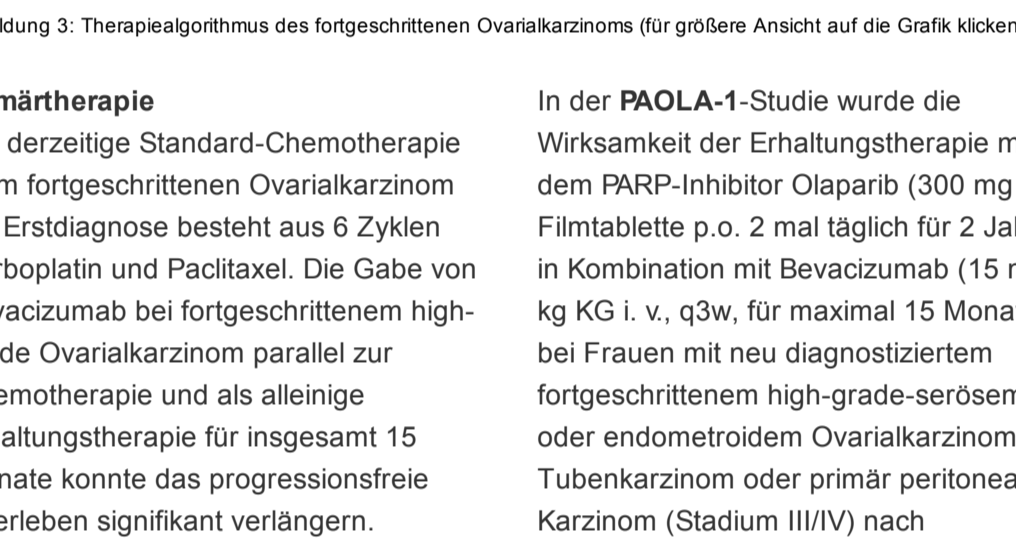 ldung 3: Therapiealgorithmus des fortgeschrittenen Ovarialkarzinoms (für größere Ansicht auf die Grafik klicken
märtherapie
derzeitige Standard-Chemotherapie
m fortgeschrittenen Ovarialkarzinom
Erstdiagnose besteht aus 6 Zyklen
rboplatin und Paclitaxel. Die Gabe von
vacizumab bei fortgeschrittenem high-
de Ovarialkarzinom parallel zur
emotherapie und als alleinige
altungstherapie für insgesamt 15
nate konnte das progressionsfreie
erleben signifikant verlängern.
In der PAOLA-1-Studie wurde die
Wirksamkeit der Erhaltungstherapie m
dem PARP-Inhibitor Olaparib (300 mg
Filmtablette p.o. 2 mal täglich für 2 Jal
in Kombination mit Bevacizumab (15 r
kg KG i. v., q3w, für maximal 15 Mona
bei Frauen mit neu diagnostiziertem
fortgeschrittenem high-grade-serösem
oder endometroidem Ovarialkarzinom
Tubenkarzinom oder primär peritonea
Karzinom (Stadium III/IV) nach